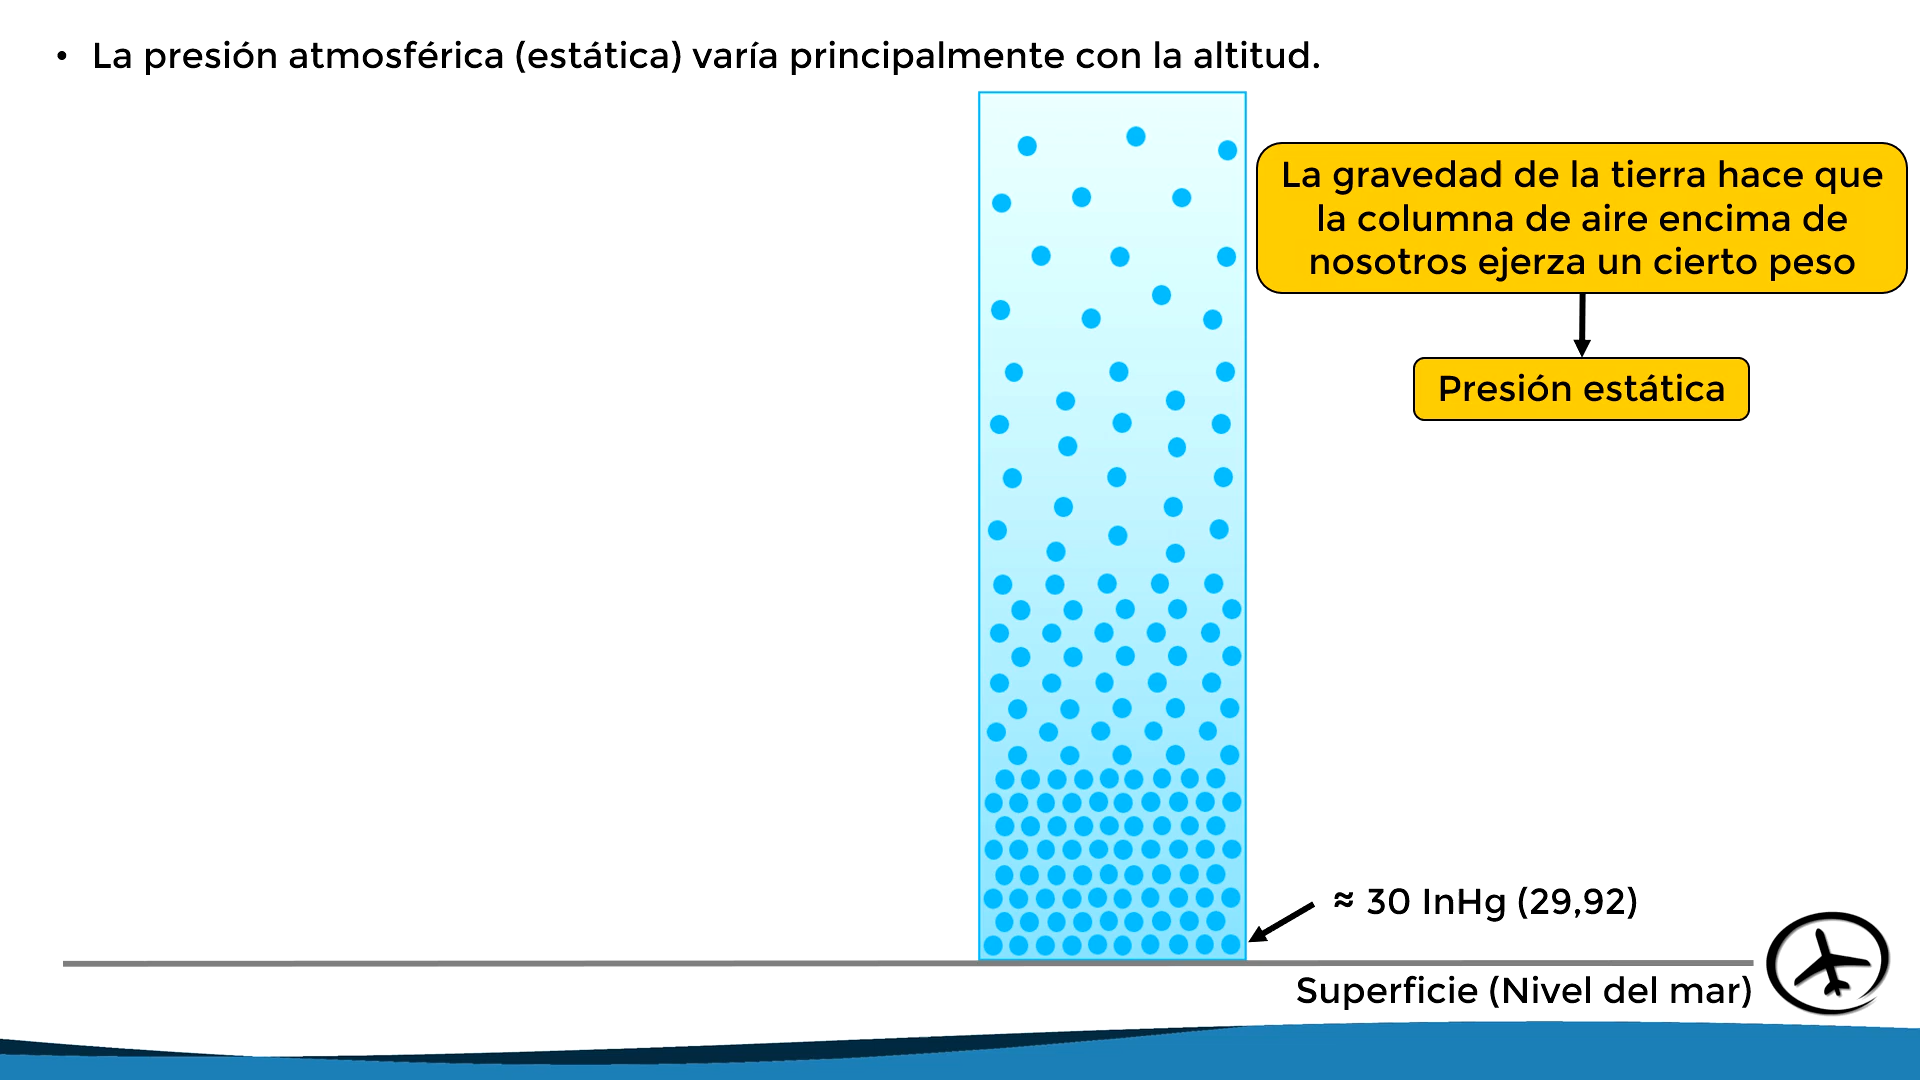 • La presión atmosférica (estática) varía principalmente con la altitud.
La gravedad de la tierra hace que
la columna de aire encima de
nosotros ejerza un cierto peso
Presión estática
≈ 30 InHg (29,92)
Superficie (Nivel del mar)